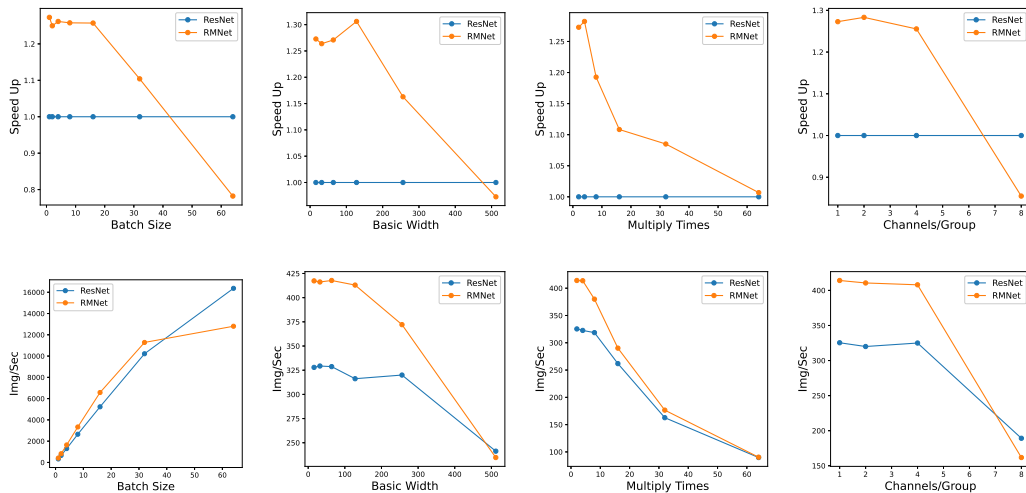 ResNet
RMNet
Speed Up
1.2
1.1
1.0
0.9
0.8
0 10 20 30 40 50 60
Batch Size
ResNet
RMNet
Speed Up
1.30
1.25
1.20
1.15
1.10
1.05
1.00
0 100 200 300 400 500
Basic Width
ResNet
RMNet
Speed Up
1.25
1.20
1.15
1.10
1.05
1.00
0 10 20 30 40 50 60
Multiply Times
ResNet
RMNet
Speed Up
1.3
1.2
1.1
1.0
0.9
1 2 3 4 5 6 7 8
Channels/Group
ResNet
RMNet
Img/Sec
16000
14000
12000
10000
8000
6000
4000
2000
0
0 10 20 30 40 50 60
Batch Size
ResNet
RMNet
Img/Sec
425
400
375
350
325
300
275
250
0 100 200 300 400 500
Basic Width
ResNet
RMNet
Img/Sec
400
350
300
250
200
150
100
0 10 20 30 40 50 60
Multiply Times
ResNet
RMNet
Img/Sec
400
350
300
250
200
150
1 2 3 4 5 6 7 8
Channels/Group